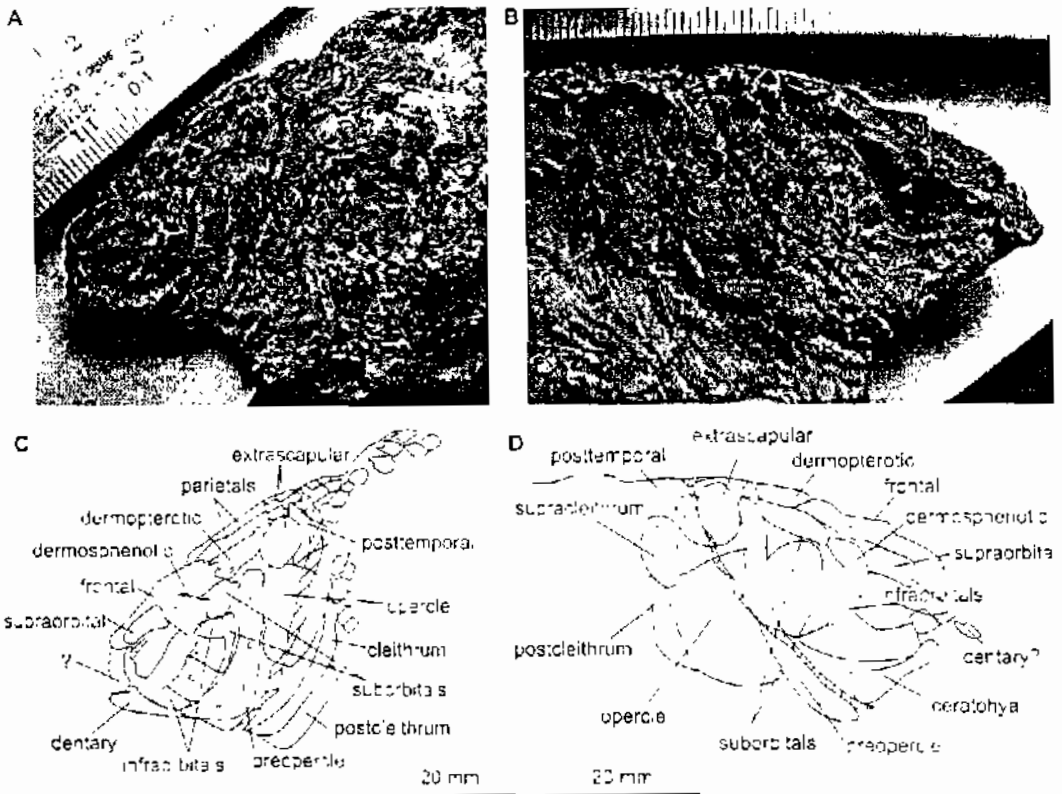 A
B
C
extrascapular
parietals
dermopterotic
dermosphenotic
posttemporal
frontal
opercle
supraorbital
cleithrum
?
suborbitals
postcleithrum
dentary
infraorbitals
preopercle
20 mm
D
extrascapular
posttemporal
dermopterotic
frontal
supracleithrum
dermosphenotic
supraorbital
infraorbitals
postcleithrum
dentary?
opercle
ceratohya
suborbitals
preopercle
20 mm